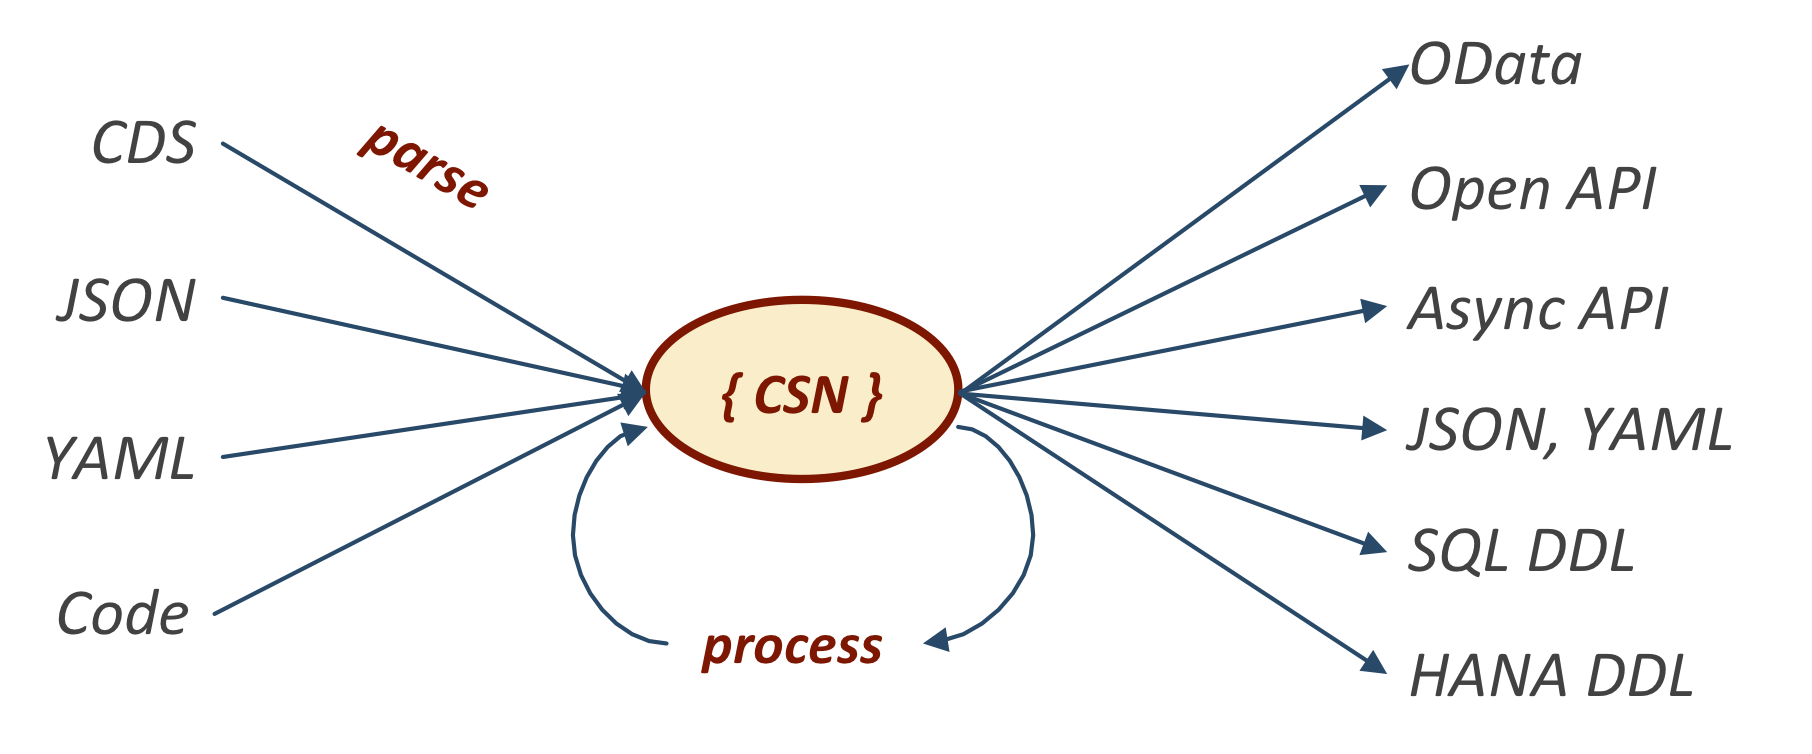 CDS
JSON
YAML
Code
parse
{ CSN }
process
OData
Open API
Async API
JSON, YAML
SQL DDL
HANA DDL